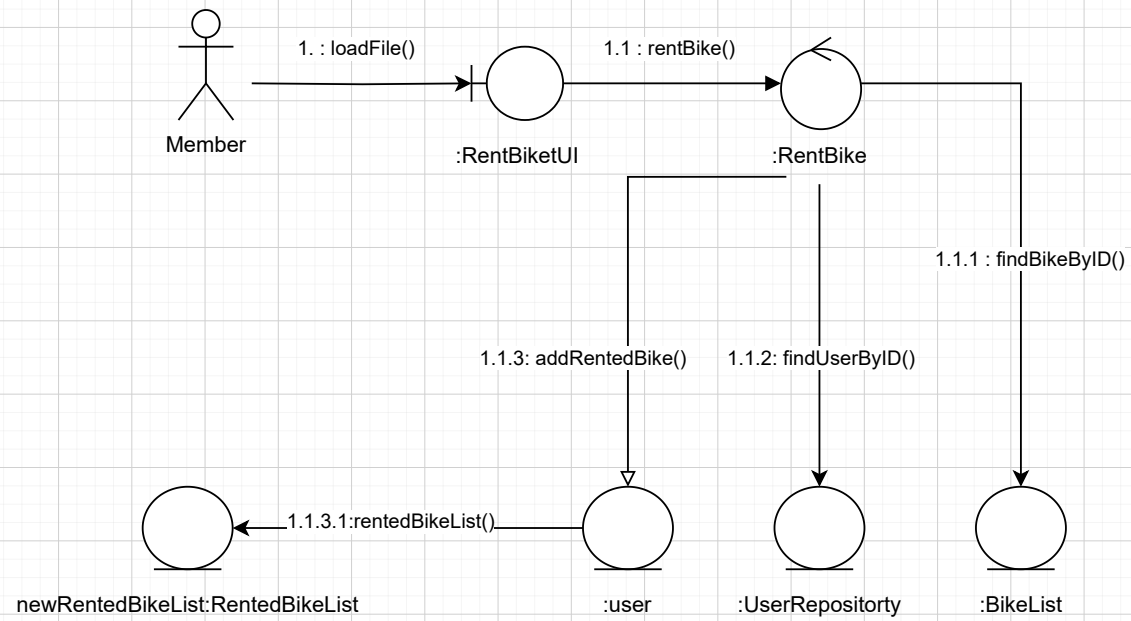 1. : loadFile()
1.1 : rentBike()
Member
:RentBiketUI
:RentBike
1.1.1 : findBikeByID()
1.1.3: addRentedBike()
1.1.2: findUserByID()
1.1.3.1:rentedBikeList()
newRentedBikeList:RentedBikeList
:user
:UserRepositorty
:BikeList